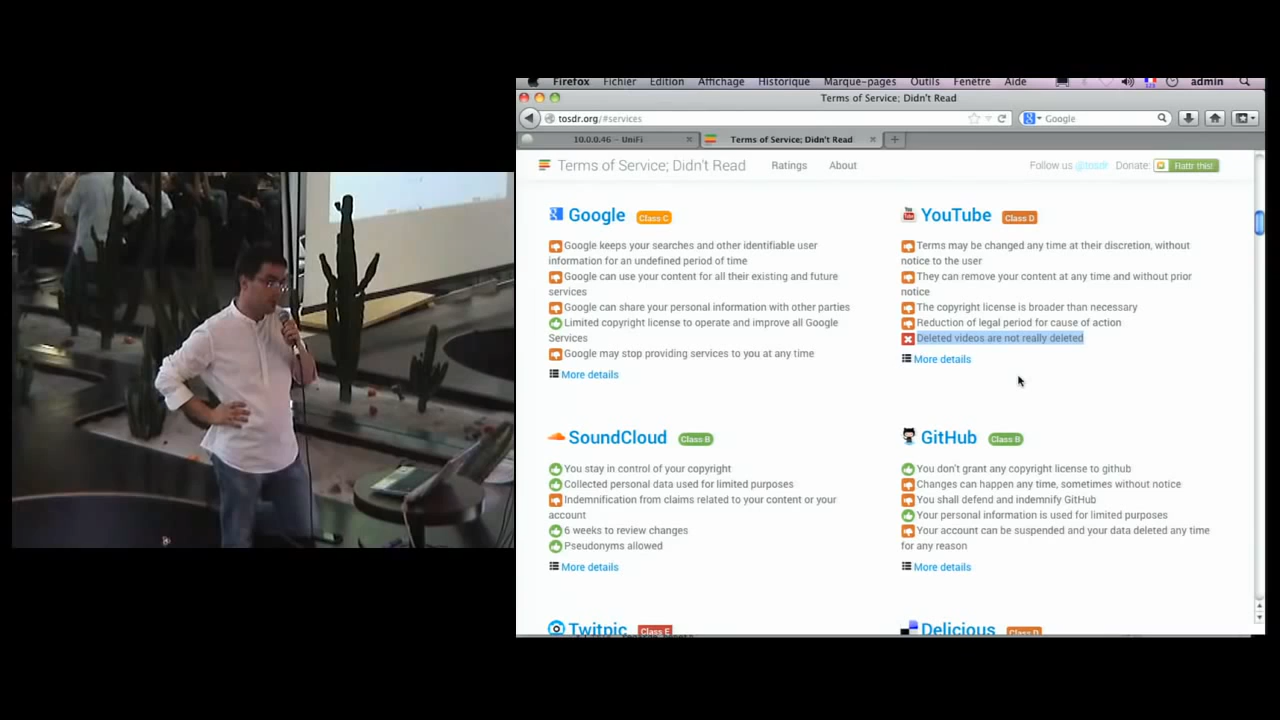 Firefox Fichier Edition Affichage Historique Marque-pages Outils Fenêtre Aide admin
Terms of Service; Didn't Read
tosdr.org/#services
Google
10.0.0.46 – UniFi
Terms of Service; Didn't Read
Terms of Service; Didn't Read Ratings About Follow us @tosdr Donate: Flattr this!
Google Class C
Google keeps your searches and other identifiable user
information for an undefined period of time
Google can use your content for all their existing and future
services
Google can share your personal information with other parties
Limited copyright license to operate and improve all Google
Services
Google may stop providing services to you at any time
More details
YouTube Class D
Terms may be changed any time at their discretion, without
notice to the user
They can remove your content at any time and without prior
notice
The copyright license is broader than necessary
Reduction of legal period for cause of action
Deleted videos are not really deleted
More details
SoundCloud Class B
You stay in control of your copyright
Collected personal data used for limited purposes
Indemnification from claims related to your content or your
account
6 weeks to review changes
Pseudonyms allowed
More details
GitHub Class B
You don't grant any copyright license to github
Changes can happen any time, sometimes without notice
You shall defend and indemnify GitHub
Your personal information is used for limited purposes
Your account can be suspended and your data deleted any time
for any reason
More details
Twitpic Class E
Delicious Class D